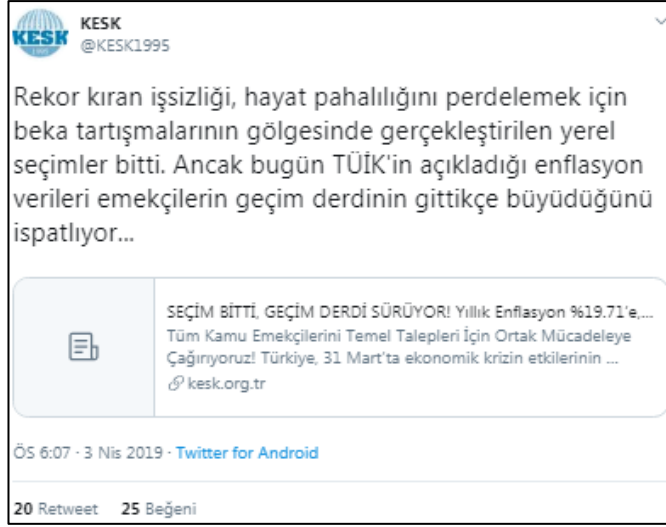 KESK
1995
KESK
@KESK1995
Rekor kıran işsizliği, hayat pahalılığını perdelemek için
beka tartışmalarının gölgesinde gerçekleştirilen yerel
seçimler bitti. Ancak bugün TÜİK'in açıkladığı enflasyon
verileri emekçilerin geçim derdinin gittikçe büyüdüğünü
ispatlıyor...
SEÇİM BİTTİ, GEÇİM DERDİ SÜRÜYOR! Yıllık Enflasyon %19.71'e,...
Tüm Kamu Emekçilerini Temel Talepleri İçin Ortak Mücadeleye
Çağırıyoruz! Türkiye, 31 Mart'ta ekonomik krizin etkilerinin ...
kesk.org.tr
ÖS 6:07 · 3 Nis 2019 · Twitter for Android
20 Retweet 25 Beğeni